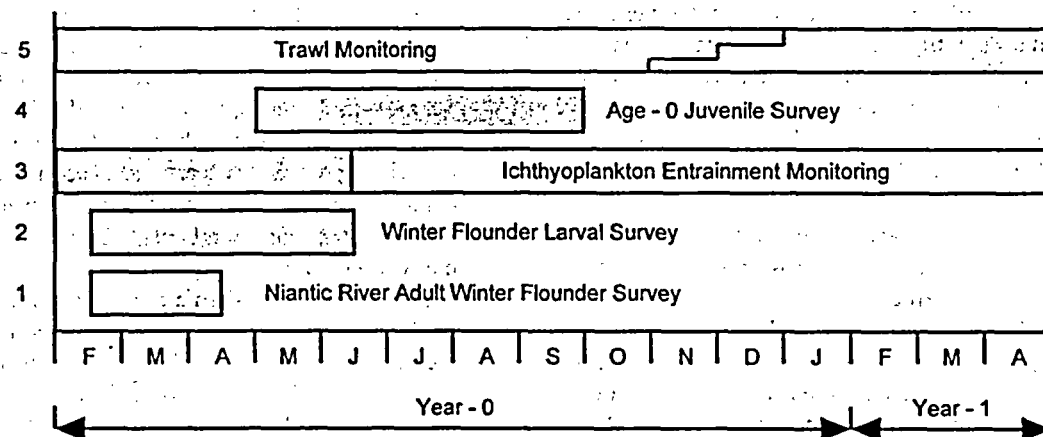 5 Trawl Monitoring
4 Age - 0 Juvenile Survey
3 Ichthyoplankton Entrainment Monitoring
2 Winter Flounder Larval Survey
1 Niantic River Adult Winter Flounder Survey
F M A M J J A S O N D J F M A
Year - 0 Year - 1